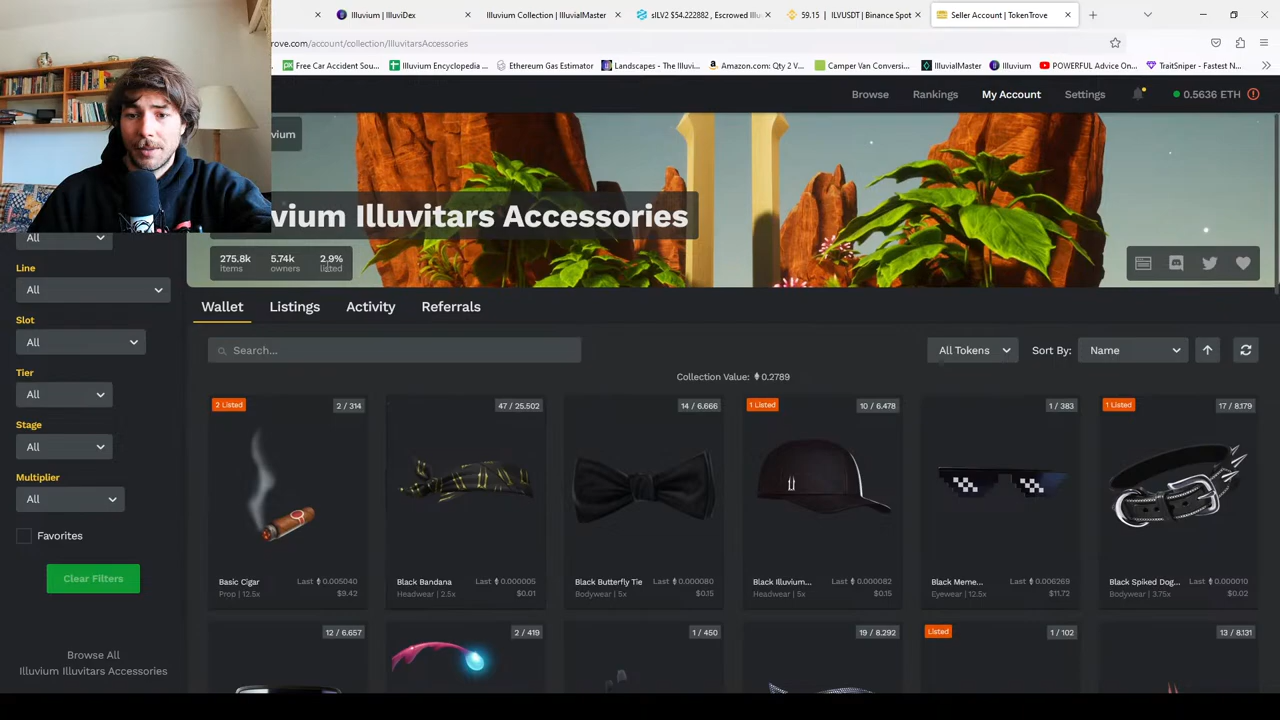 Illuvium | IlluviDex
Illuvium Collection | IlluvialMaster
sILV2 $54.222882 , Escrowed Illuv
59.15 | ILVUSDT | Binance Spot
Seller Account | TokenTrove
rove.com/account/collection/IlluvitarsAccessories
Free Car Accident Sou...
Illuvium Encyclopedia ...
Ethereum Gas Estimator
Landscapes - The Illuvi...
Amazon.com: Qty 2 V...
Camper Van Conversi...
IlluvialMaster
Illuvium
POWERFUL Advice On...
TraitSniper - Fastest N...
Browse
Rankings
My Account
Settings
0.5636 ETH
uvium
vium Illuvitars Accessories
275.8k 5.74k 2.9%
items owners listed
All
Line
All
Slot
All
Tier
All
Stage
All
Multiplier
All
Favorites
Clear Filters
Browse All
Illuvium Illuvitars Accessories
Wallet Listings Activity Referrals
Search...
All Tokens
Sort By: Name
Collection Value: 0.2789
2 Listed 2 / 314
Basic Cigar Last 0.005040
Prop | 12.5x $9.42
47 / 25.502
Black Bandana Last 0.000005
Headwear | 2.5x $0.01
14 / 6.666
Black Butterfly Tie Last 0.000080
Bodywear | 5x $0.15
1 Listed 10 / 6.478
Black Illuvium... Last 0.000082
Headwear | 5x $0.15
1 / 383
Black Meme... Last 0.006269
Eyewear | 12.5x $11.72
1 Listed 17 / 8.179
Black Spiked Dog... Last 0.000010
Bodywear | 3.75x $0.02
12 / 6.657
2 / 419
1 / 450
19 / 8.292
Listed 1 / 102
13 / 8.131